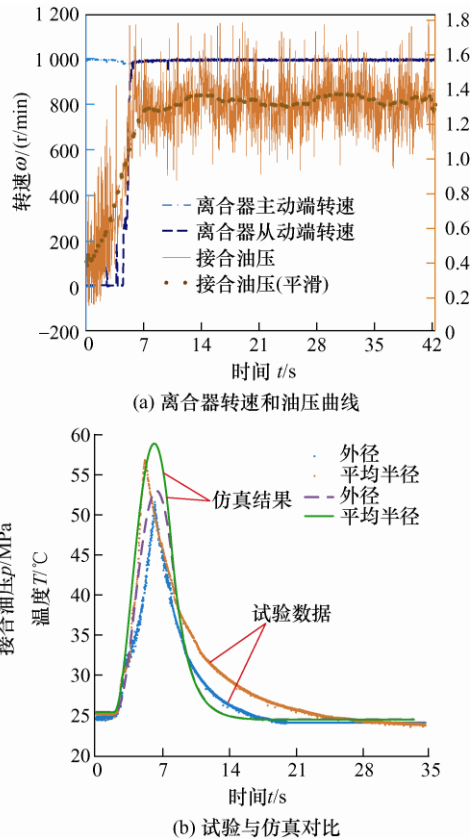 1 000
800
600
400
200
0
−200
转速ω/(r/min)
1.8
1.6
1.4
1.2
1.0
0.8
0.6
0.4
0.2
0
离合器主动端转速
离合器从动端转速
接合油压
接合油压(平滑)
0 7 14 21 28 35 42
时间 t/s
(a) 离合器转速和油压曲线
接合油压p/MPa
温度T/℃
60
55
50
45
40
35
30
25
20
外径
平均半径
外径
平均半径
仿真结果
试验数据
0 7 14 21 28 35
时间t/s
(b) 试验与仿真对比